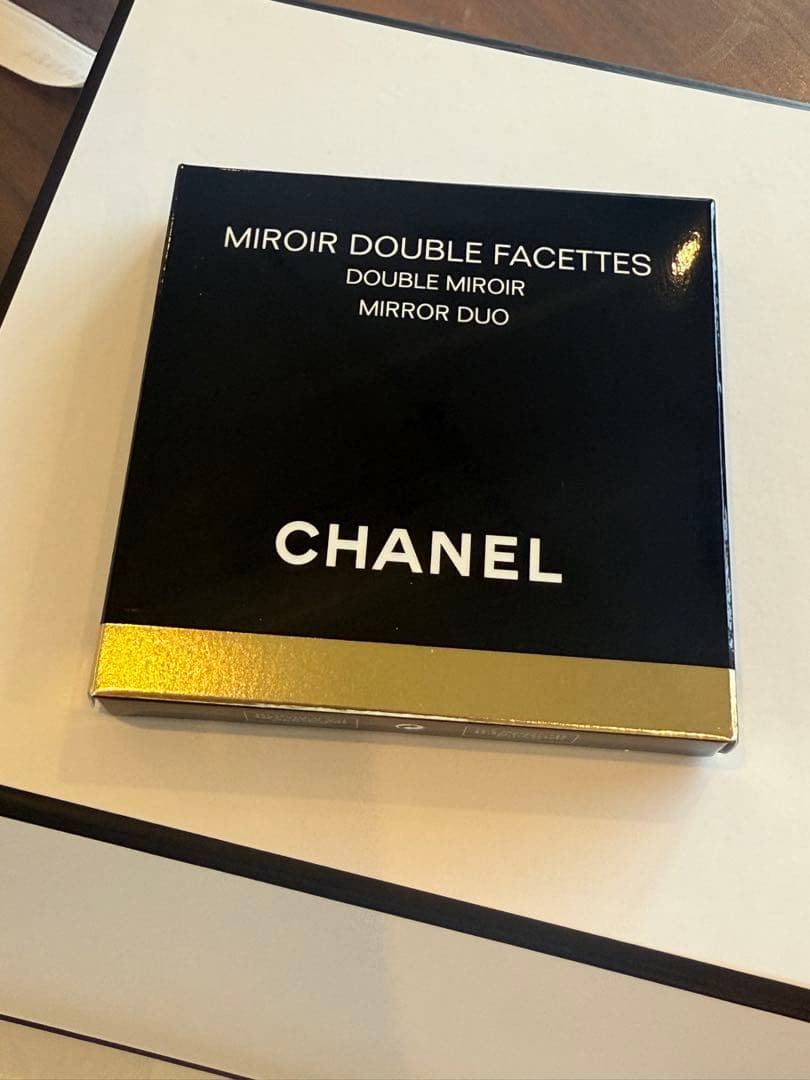 MIROIR DOUBLE FACETTES
DOUBLE MIROIR
MIRROR DUO
CHANEL